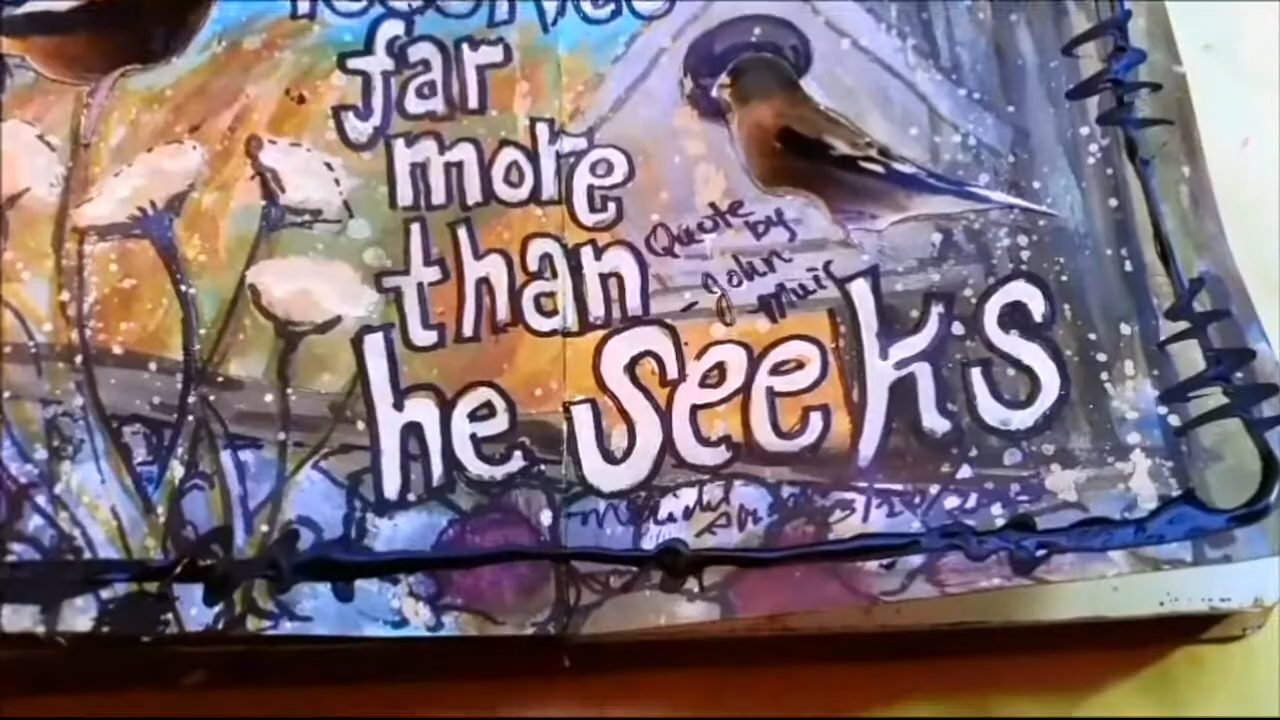 far
more
than
he seeks
Quote
by
- John
Muir